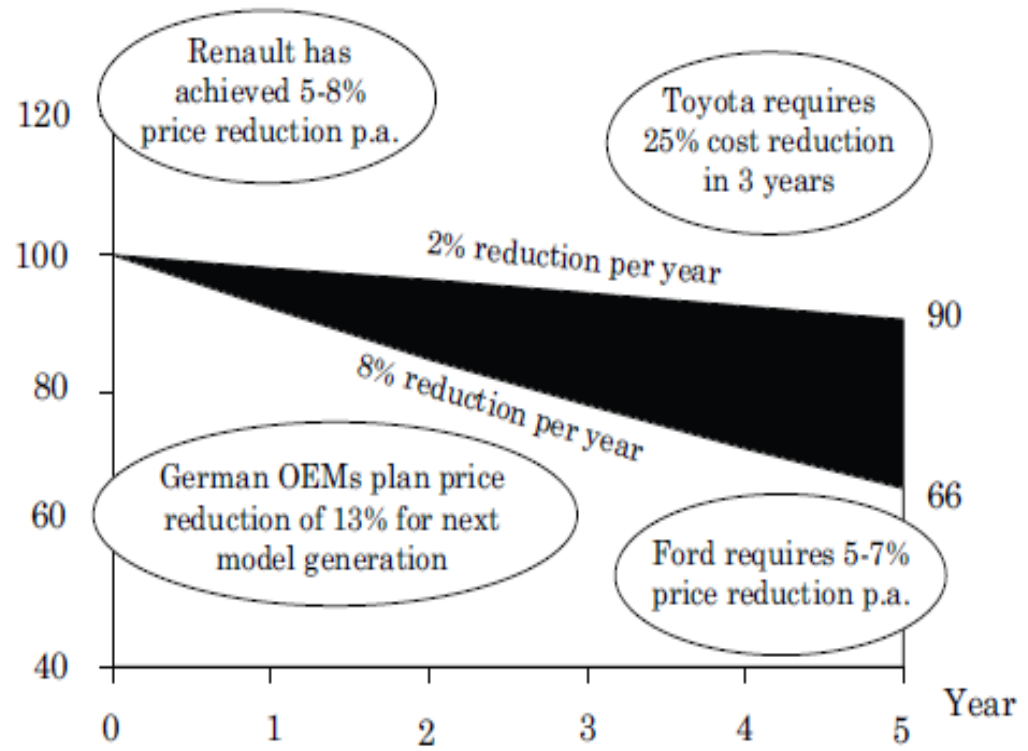 Renault has
achieved 5-8%
price reduction p.a.
Toyota requires
25% cost reduction
in 3 years
120
100
80
60
40
2% reduction per year
8% reduction per year
90
66
German OEMs plan price
reduction of 13% for next
model generation
Ford requires 5-7%
price reduction p.a.
0 1 2 3 4 5
Year